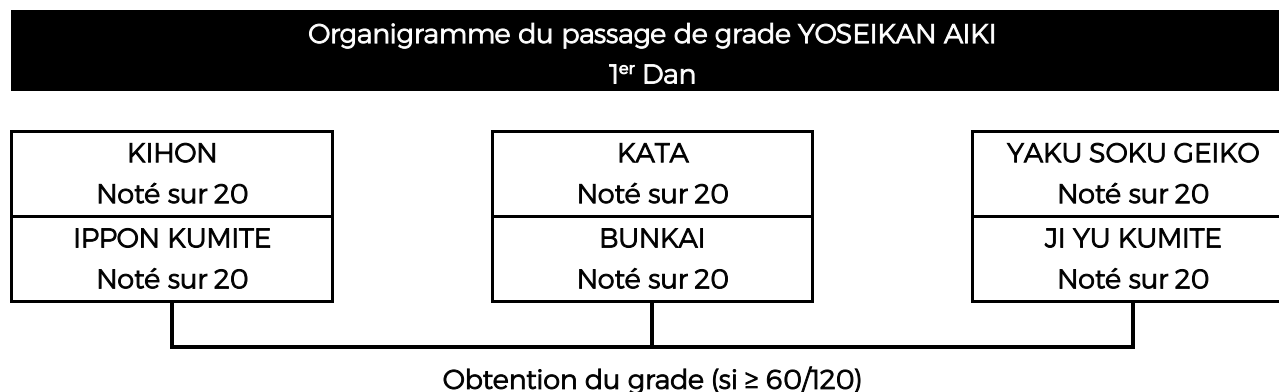 Organigramme du passage de grade YOSEIKAN AIKI
1er Dan
KIHON
Noté sur 20
IPPON KUMITE
Noté sur 20
KATA
Noté sur 20
BUNKAI
Noté sur 20
YAKU SOKU GEIKO
Noté sur 20
JI YU KUMITE
Noté sur 20
Obtention du grade (si ≥ 60/120)